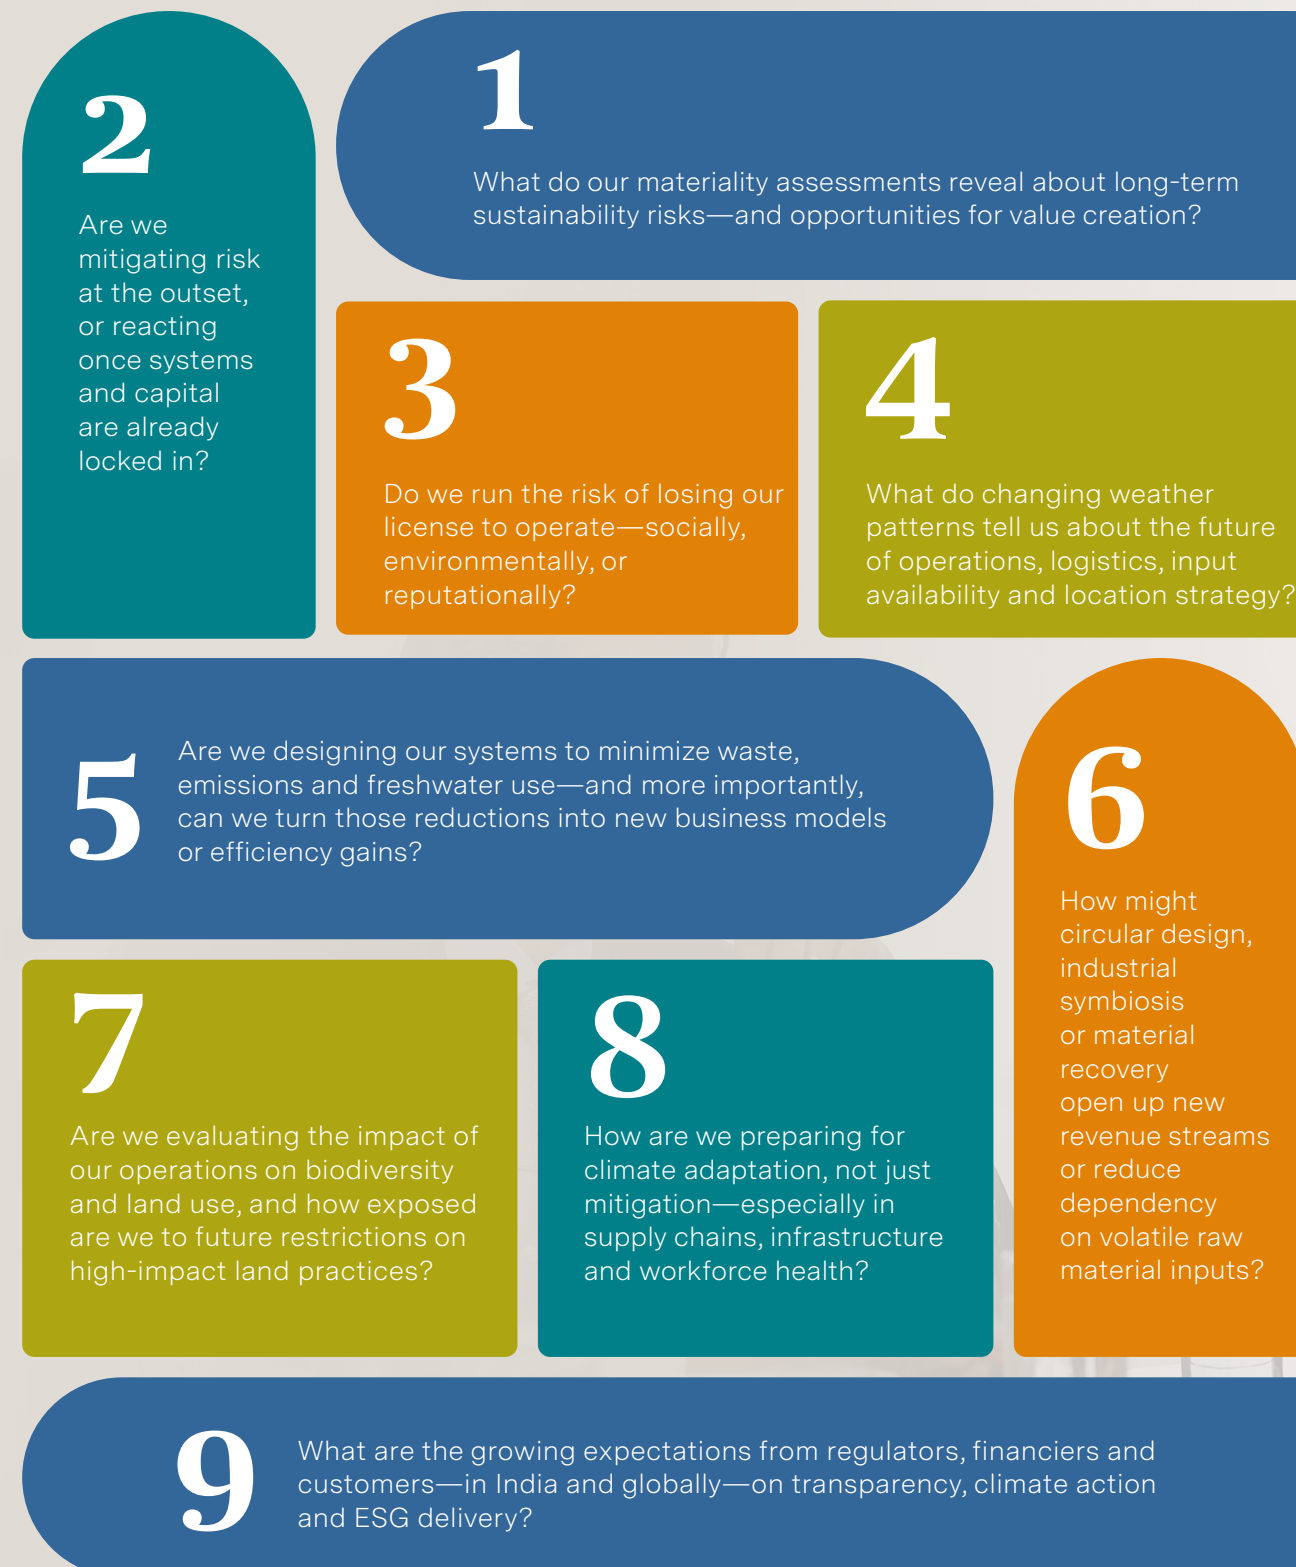 1
What do our materiality assessments reveal about long-term
sustainability risks—and opportunities for value creation?
2
Are we
mitigating risk
at the outset,
or reacting
once systems
and capital
are already
locked in?
3
Do we run the risk of losing our
license to operate—socially,
environmentally, or
reputationally?
4
What do changing weather
patterns tell us about the future
of operations, logistics, input
availability and location strategy?
5
Are we designing our systems to minimize waste,
emissions and freshwater use—and more importantly,
can we turn those reductions into new business models
or efficiency gains?
6
How might
circular design,
industrial
symbiosis
or material
recovery
open up new
revenue streams
or reduce
dependency
on volatile raw
material inputs?
7
Are we evaluating the impact of
our operations on biodiversity
and land use, and how exposed
are we to future restrictions on
high-impact land practices?
8
How are we preparing for
climate adaptation, not just
mitigation—especially in
supply chains, infrastructure
and workforce health?
9
What are the growing expectations from regulators, financiers and
customers—in India and globally—on transparency, climate action
and ESG delivery?